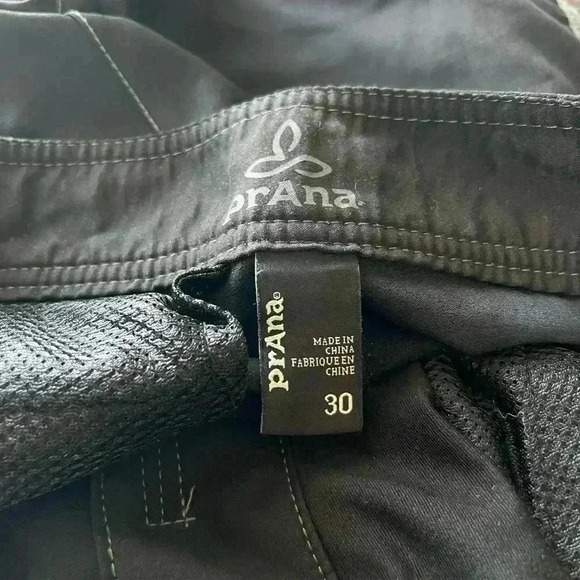 prAna
prAna®
MADE IN
CHINA
FABRIQUE EN
CHINE
30